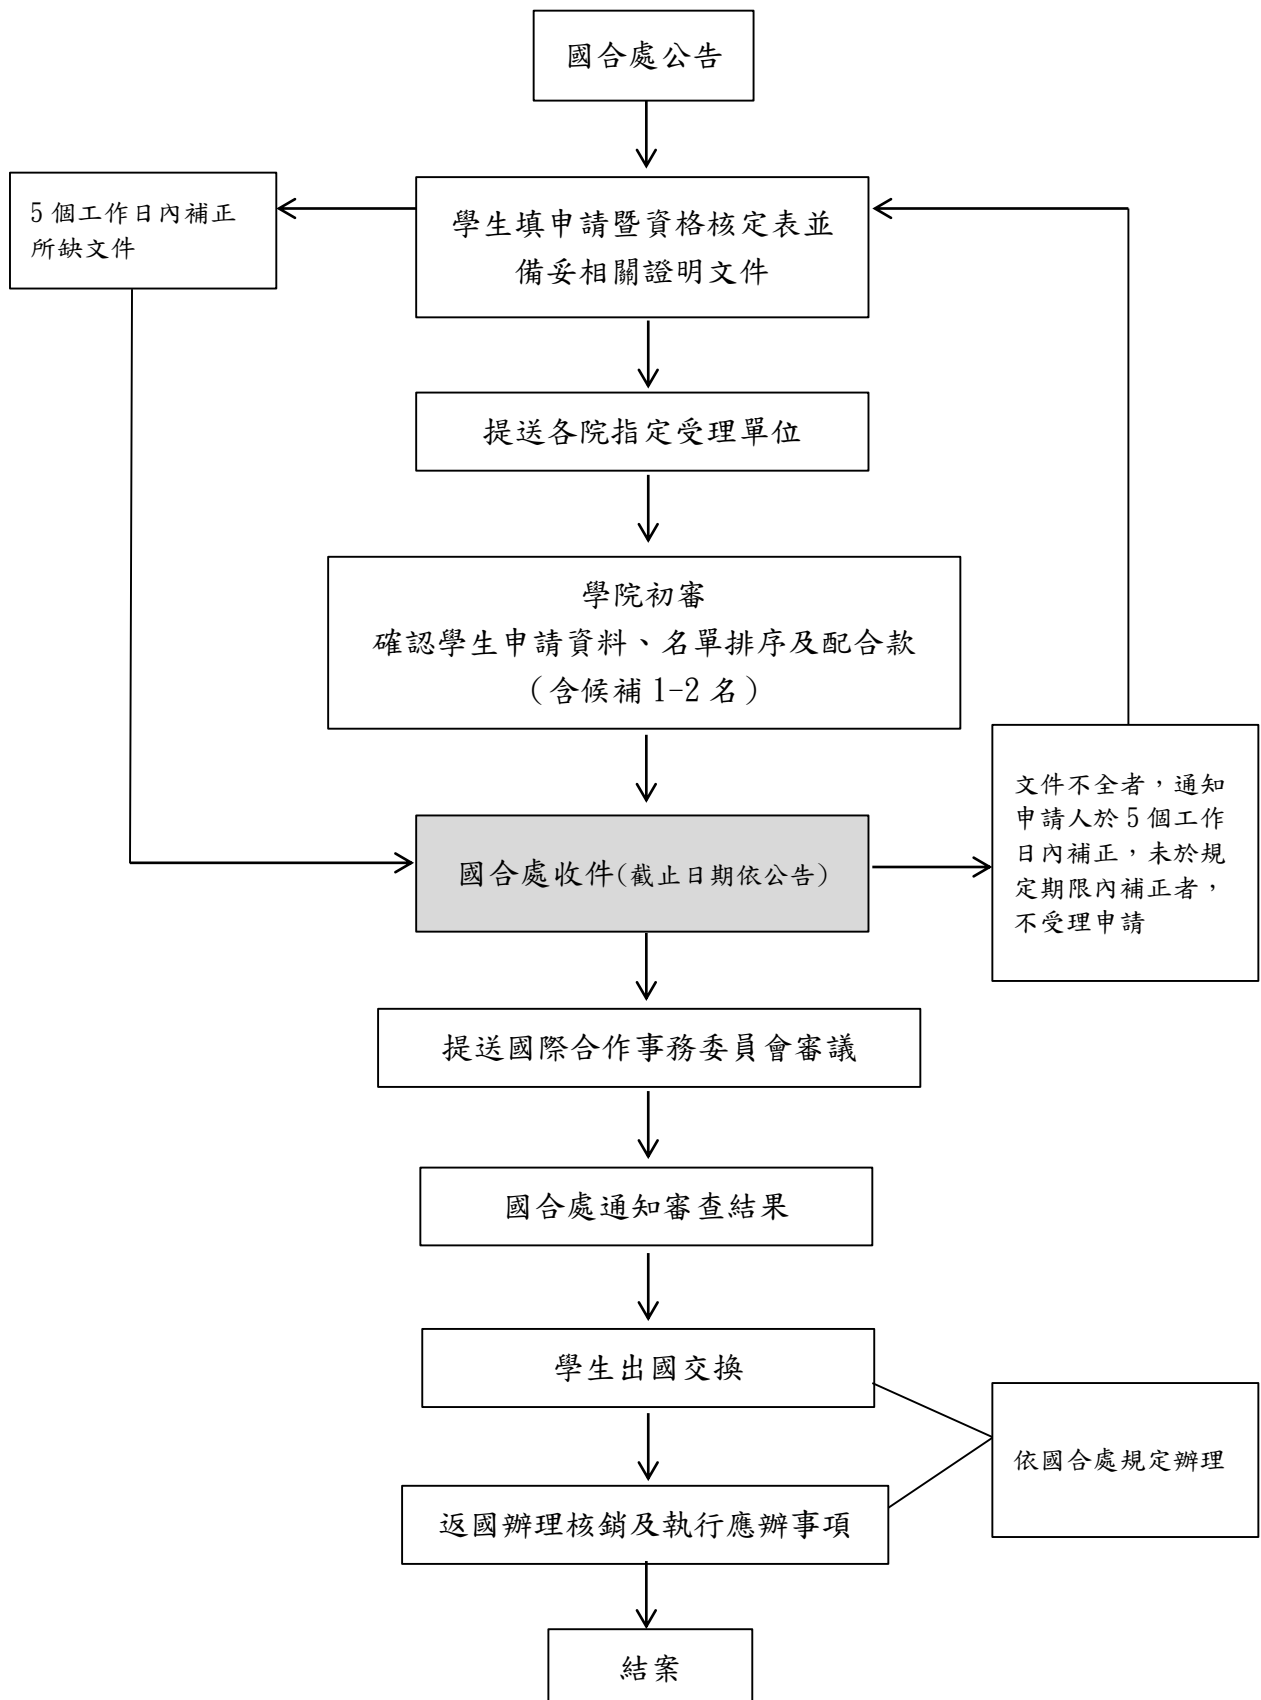 國合處公告
5 個工作日內補正
所缺文件
學生填申請暨資格核定表並
備妥相關證明文件
提送各院指定受理單位
學院初審
確認學生申請資料、名單排序及配合款
（含候補 1-2 名）
文件不全者，通知
申請人於 5 個工作
日內補正，未於規
定期限內補正者，
不受理申請
國合處收件(截止日期依公告)
提送國際合作事務委員會審議
國合處通知審查結果
學生出國交換
依國合處規定辦理
返國辦理核銷及執行應辦事項
結案